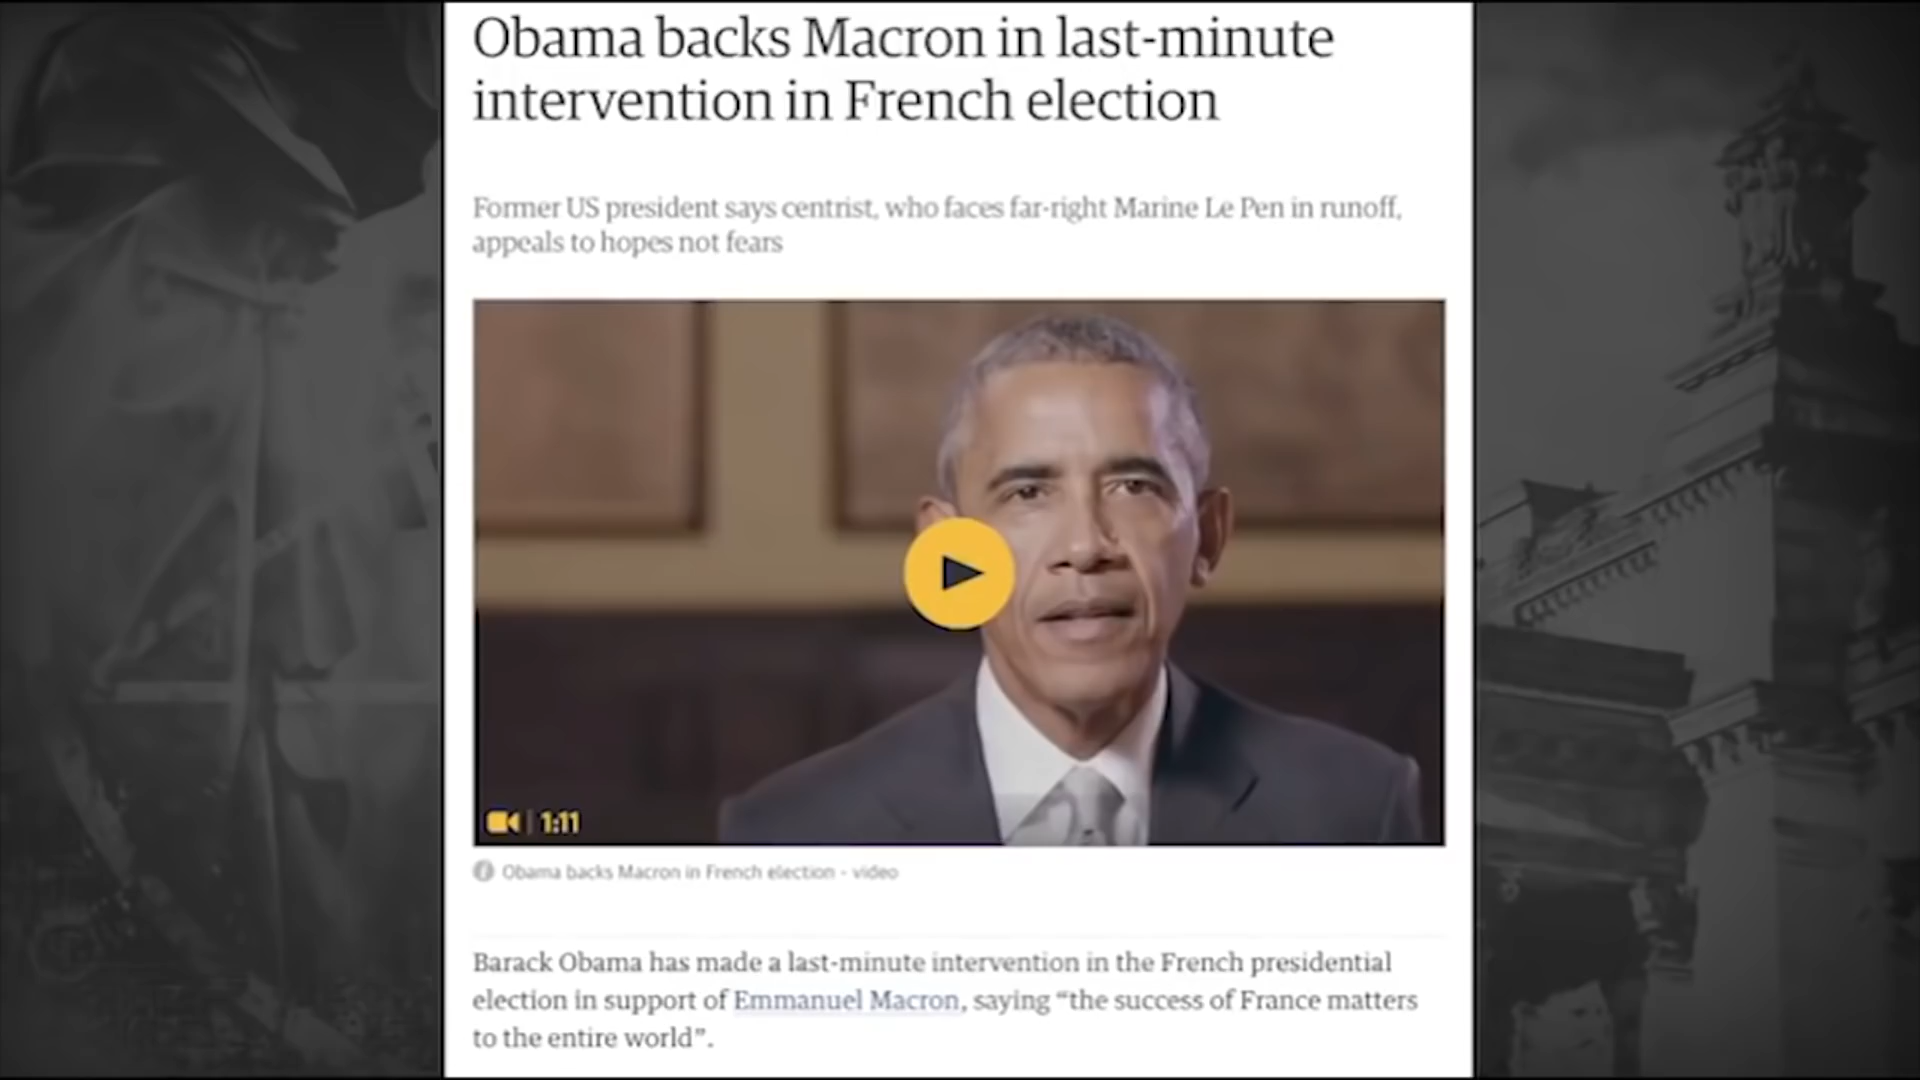 Obama backs Macron in last-minute
intervention in French election
Former US president says centrist, who faces far-right Marine Le Pen in runoff,
appeals to hopes not fears
1:11
Obama backs Macron in French election - video
Barack Obama has made a last-minute intervention in the French presidential
election in support of Emmanuel Macron, saying “the success of France matters
to the entire world”.